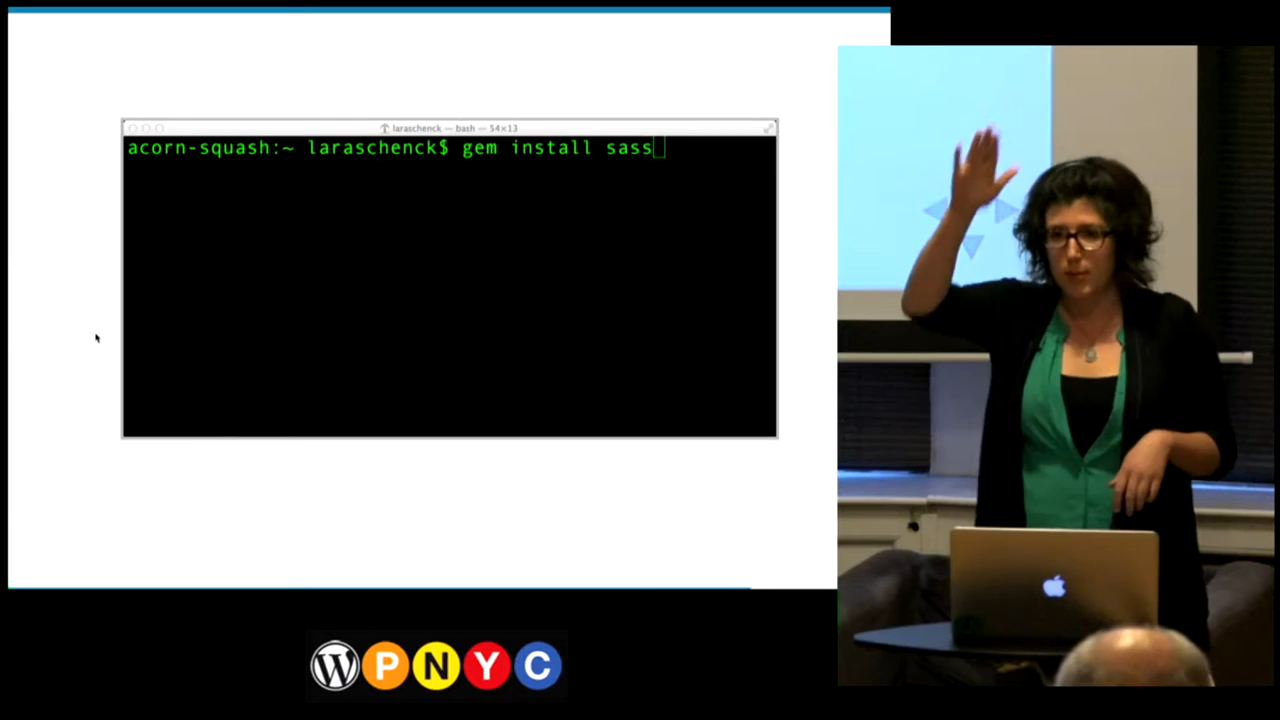 laraschenck — bash — 54×13
acorn-squash:~ laraschenck$ gem install sass
W P N Y C